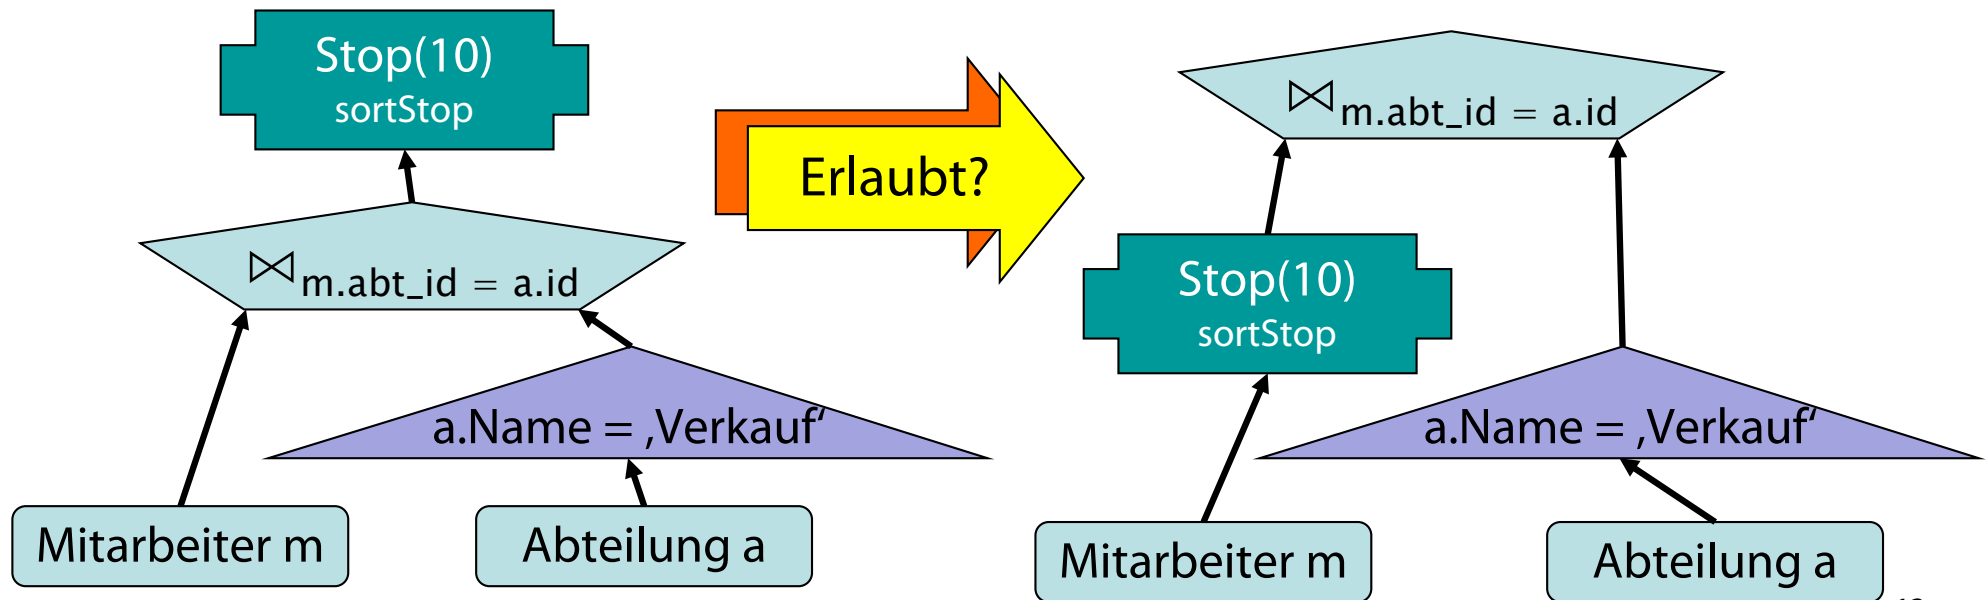 Stop(10)
sortStop
⋈ m.abt_id = a.id
a.Name = ‚Verkauf‘
Mitarbeiter m
Abteilung a
Erlaubt?
⋈ m.abt_id = a.id
Stop(10)
sortStop
a.Name = ‚Verkauf‘
Mitarbeiter m
Abteilung a